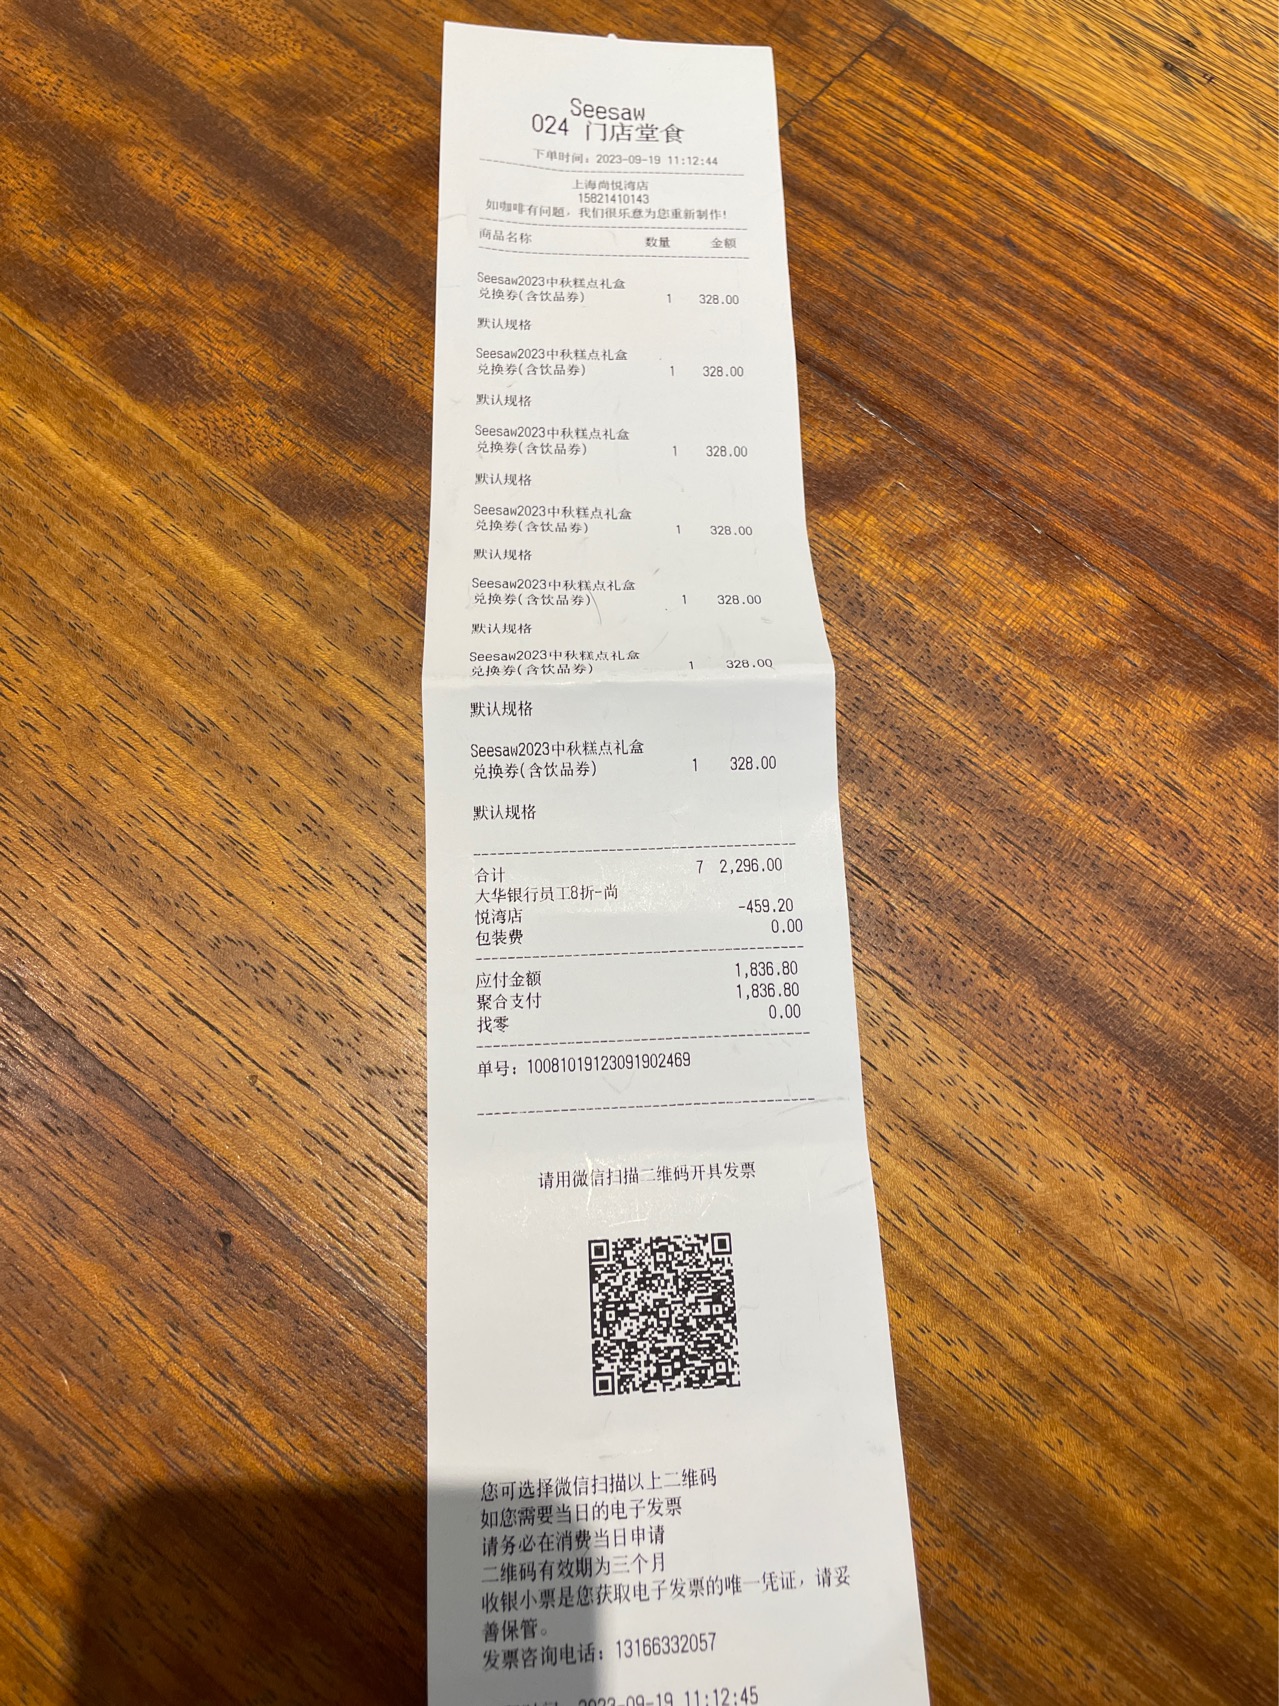 Seesaw
024 门店堂食
下单时间：2023-09-19 11:12:44
上海尚悦湾店
15821410143
如咖啡有问题，我们很乐意为您重新制作！
商品名称 数量 金额
Seesaw2023中秋糕点礼盒
兑换券(含饮品券) 1 328.00
默认规格
Seesaw2023中秋糕点礼盒
兑换券(含饮品券) 1 328.00
默认规格
Seesaw2023中秋糕点礼盒
兑换券(含饮品券) 1 328.00
默认规格
Seesaw2023中秋糕点礼盒
兑换券(含饮品券) 1 328.00
默认规格
Seesaw2023中秋糕点礼盒
兑换券(含饮品券) 1 328.00
默认规格
Seesaw2023中秋糕点礼盒
兑换券(含饮品券) 1 328.00
默认规格
Seesaw2023中秋糕点礼盒
兑换券(含饮品券) 1 328.00
默认规格
合计 7 2,296.00
大华银行员工8折-尚
悦湾店 -459.20
包装费 0.00
应付金额 1,836.80
聚合支付 1,836.80
找零 0.00
单号：10081019123091902469
请用微信扫描二维码开具发票
您可选择微信扫描以上二维码
如您需要当日的电子发票
请务必在消费当日申请
二维码有效期为三个月
收银小票是您获取电子发票的唯一凭证，请妥
善保管。
发票咨询电话：13166332057
2023-09-19 11:12:45